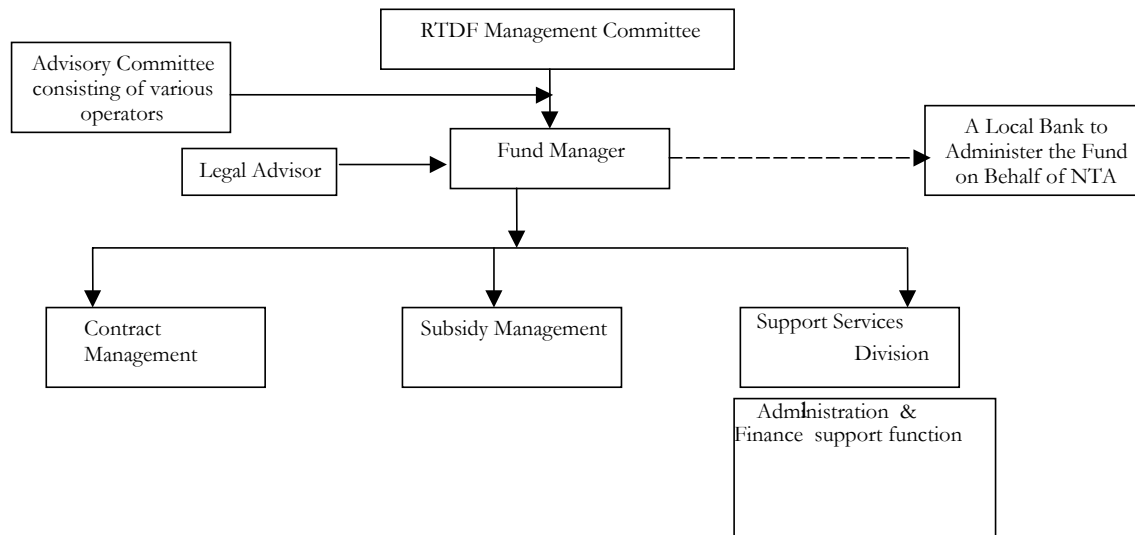 RTDF Management Committee
Advisory Committee
consisting of various
operators
A Local Bank to
Administer the Fund
on Behalf of NTA
Fund Manager
Legal Advisor
Contract
Management
Subsidy Management
Support Services
Division
Administration &
Finance support function